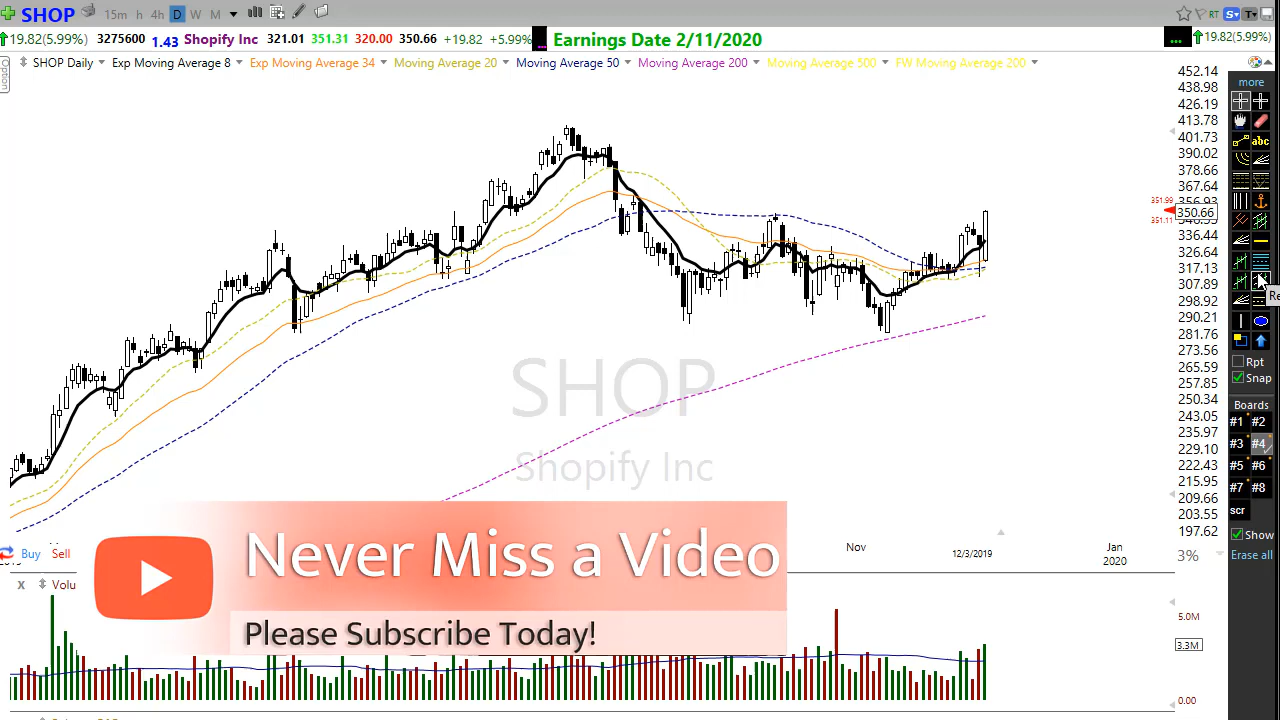 SHOP 15m h 4h D W M RT S T
19.82(5.99%) 3275600 1.43 Shopify Inc 321.01 351.31 320.00 350.66 +19.82 +5.99% ... Earnings Date 2/11/2020 ... 19.82(5.99%)
Option
SHOP Daily Exp Moving Average 8 Exp Moving Average 34 Moving Average 20 Moving Average 50 Moving Average 200 Moving Average 500 FW Moving Average 200
452.14
438.98
426.19
413.78
401.73
390.02
378.66
367.64
351.99
350.66
351.11
336.44
326.64
317.13
307.89
298.92
290.21
281.76
273.56
265.59
257.85
250.34
243.05
235.97
229.10
222.43
215.95
209.66
203.55
197.62
more
abc
Re
Rpt
Snap
Boards
#1 #2
#3 #4
#5 #6
#7 #8
scr
Show
Erase all
SHOP
Shopify Inc
Buy Sell
Nov
12/3/2019
Jan
2020
3%
Never Miss a Video
Please Subscribe Today!
x Volu
5.0M
3.3M
0.00